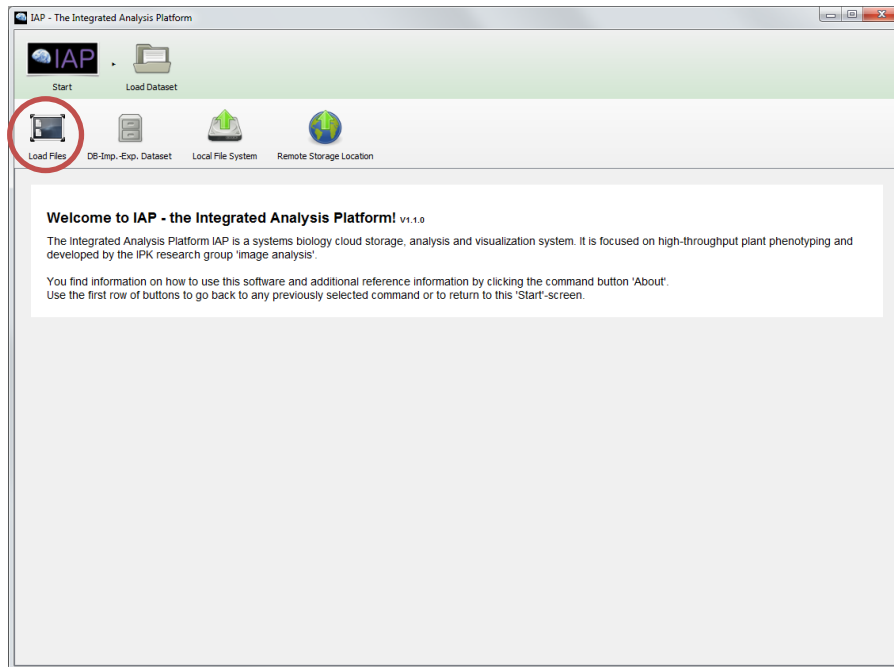 IAP - The Integrated Analysis Platform
IAP
Start
Load Dataset
Load Files
DB-Imp.-Exp. Dataset
Local File System
Remote Storage Location
Welcome to IAP - the Integrated Analysis Platform! V1.1.0
The Integrated Analysis Platform IAP is a systems biology cloud storage, analysis and visualization system. It is focused on high-throughput plant phenotyping and
developed by the IPK research group 'image analysis'.
You find information on how to use this software and additional reference information by clicking the command button 'About'.
Use the first row of buttons to go back to any previously selected command or to return to this 'Start'-screen.